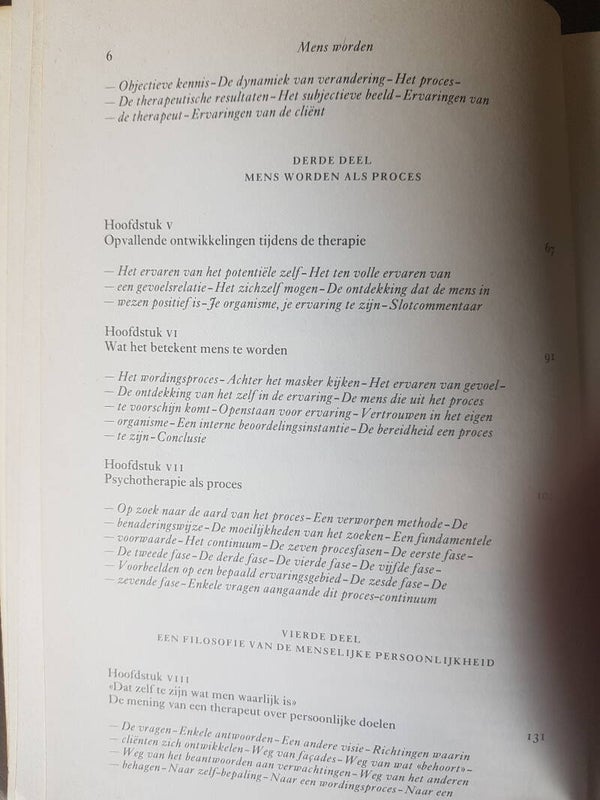 6
Mens worden
— Objectieve kennis – De dynamiek van verandering – Het proces –
— De therapeutische resultaten – Het subjectieve beeld – Ervaringen van
— de therapeut – Ervaringen van de cliënt
DERDE DEEL
MENS WORDEN ALS PROCES
Hoofdstuk V
Opvallende ontwikkelingen tijdens de therapie
67
— Het ervaren van het potentiële zelf – Het ten volle ervaren van
— een gevoelsrelatie – Het zichzelf mogen – De ontdekking dat de mens in
— wezen positief is – Je organisme, je ervaring te zijn – Slotcommentaar
Hoofdstuk VI
Wat het betekent mens te worden
91
— Het wordingsproces – Achter het masker kijken – Het ervaren van gevoel –
— De ontdekking van het zelf in de ervaring – De mens die uit het proces
— te voorschijn komt – Openstaan voor ervaring – Vertrouwen in het eigen
— organisme – Een interne beoordelingsinstantie – De bereidheid een proces
— te zijn – Conclusie
Hoofdstuk VII
Psychotherapie als proces
— Op zoek naar de aard van het proces – Een verworpen methode – De
— benaderingswijze – De moeilijkheden van het zoeken – Een fundamentele
— voorwaarde – Het continuum – De zeven procesfasen – De eerste fase –
— De tweede fase – De derde fase – De vierde fase – De vijfde fase –
— Voorbeelden op een bepaald ervaringsgebied – De zesde fase – De
— zevende fase – Enkele vragen aangaande dit proces-continuum
VIERDE DEEL
EEN FILOSOFIE VAN DE MENSELIJKE PERSOONLIJKHEID
Hoofdstuk VIII
«Dat zelf te zijn wat men waarlijk is»
De mening van een therapeut over persoonlijke doelen
131
— De vragen – Enkele antwoorden – Een andere visie – Richtingen waarin
— cliënten zich ontwikkelen – Weg van façades – Weg van wat «behoort» –
— Weg van het beantwoorden aan verwachtingen – Weg van het anderen
— behagen – Naar zelf-bepaling – Naar een wordingsproces – Naar een